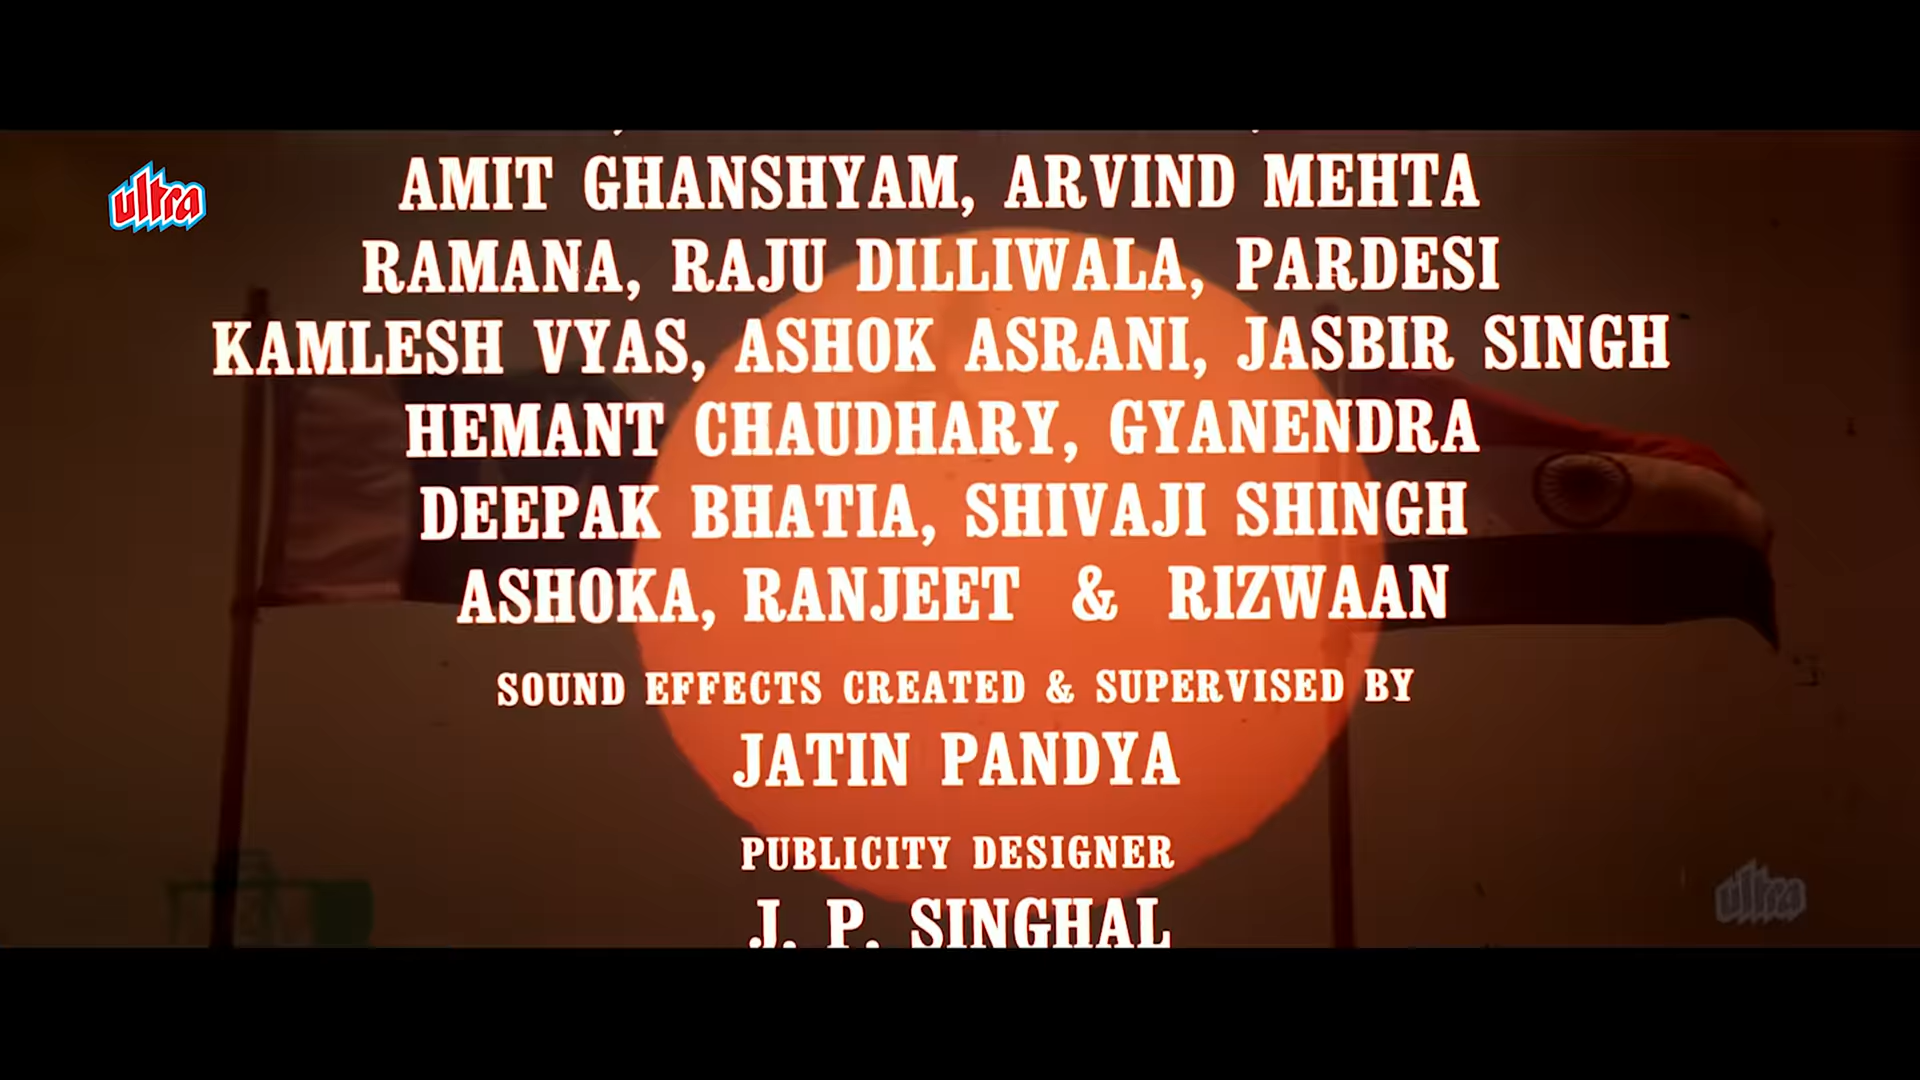 ultra
AMIT GHANSHYAM, ARVIND MEHTA
RAMANA, RAJU DILLIWALA, PARDESI
KAMLESH VYAS, ASHOK ASRANI, JASBIR SINGH
HEMANT CHAUDHARY, GYANENDRA
DEEPAK BHATIA, SHIVAJI SHINGH
ASHOKA, RANJEET & RIZWAAN
SOUND EFFECTS CREATED & SUPERVISED BY
JATIN PANDYA
PUBLICITY DESIGNER
J. P. SINGHAL
ultra